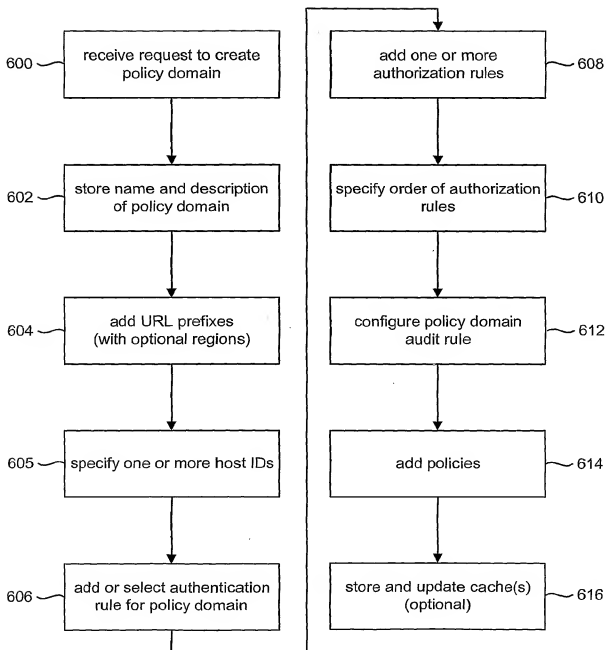 600
receive request to create
policy domain
602
store name and description
of policy domain
604
add URL prefixes
(with optional regions)
605
specify one or more host IDs
606
add or select authentication
rule for policy domain
add one or more
authorization rules
608
specify order of authorization
rules
610
configure policy domain
audit rule
612
add policies
614
store and update cache(s)
(optional)
616